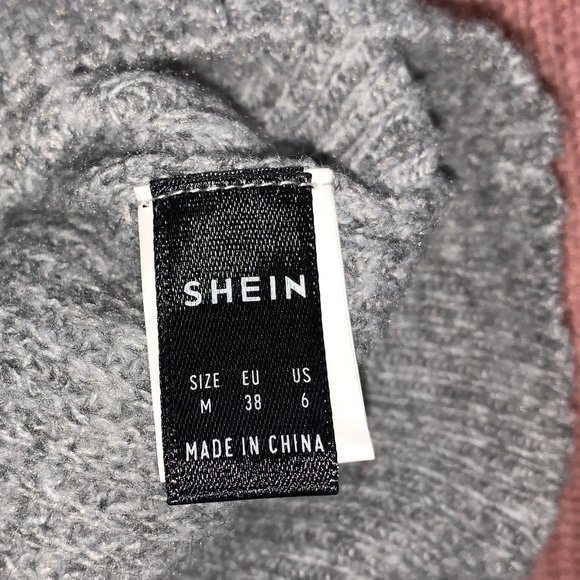 SHEIN
SIZE EU US
M 38 6
MADE IN CHINA